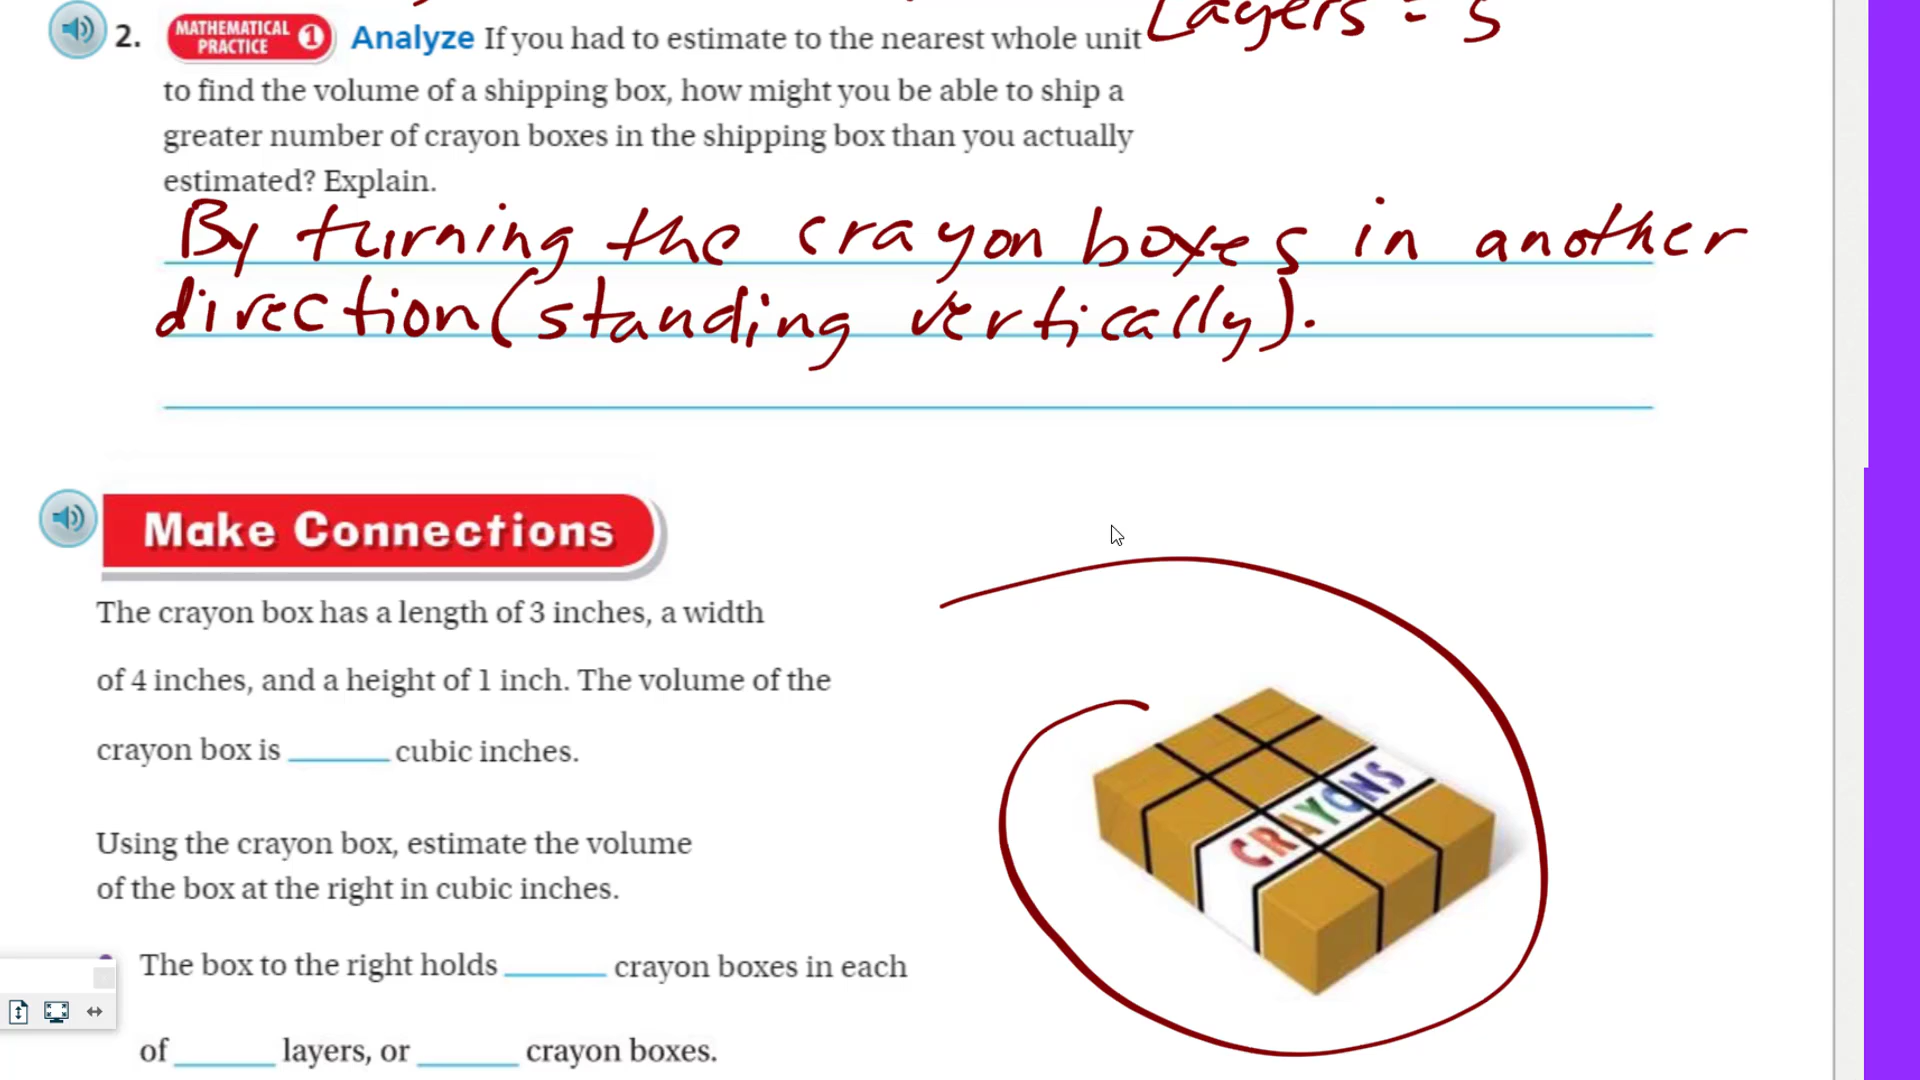 Layers = 5
2. MATHEMATICAL PRACTICE 1 Analyze If you had to estimate to the nearest whole unit
to find the volume of a shipping box, how might you be able to ship a
greater number of crayon boxes in the shipping box than you actually
estimated? Explain.
By turning the crayon boxes in another
direction (standing vertically).
Make Connections
The crayon box has a length of 3 inches, a width
of 4 inches, and a height of 1 inch. The volume of the
crayon box is ______ cubic inches.
CRAYONS
Using the crayon box, estimate the volume
of the box at the right in cubic inches.
The box to the right holds ______ crayon boxes in each
of ______ layers, or ______ crayon boxes.